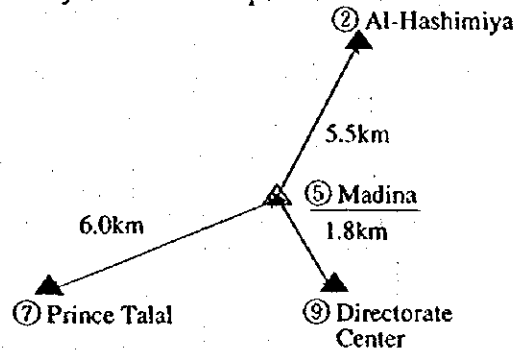 ② Al-Hashimiya
5.5km
⑤ Madina
6.0km
1.8km
⑦ Prince Talal
⑨ Directorate
Center